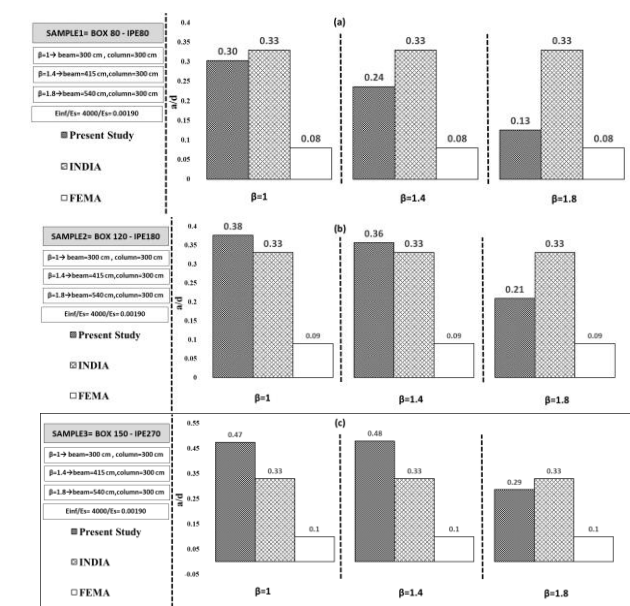 (a)
SAMPLE1= BOX 80 - IPE80
β=1→ beam=300 cm, column=300 cm
β=1.4→beam=415 cm,column=300 cm
β=1.8→beam=540 cm,column=300 cm
Einf/Es= 4000/Es=0.00190
Present Study
INDIA
FEMA
a/d
0.4
0.35
0.3
0.25
0.2
0.15
0.1
0.05
0
0.30 0.33 0.08
0.24 0.33 0.08
0.13 0.33 0.08
β=1 β=1.4 β=1.8
(b)
SAMPLE2= BOX 120 - IPE180
β=1→ beam=300 cm , column=300 cm
β=1.4→beam=415 cm,column=300 cm
β=1.8→beam=540 cm,column=300 cm
Einf/Es= 4000/Es= 0.00190
Present Study
INDIA
FEMA
a/d
0.4
0.35
0.3
0.25
0.2
0.15
0.1
0.05
0
0.38 0.33 0.09
0.36 0.33 0.09
0.21 0.33 0.09
β=1 β=1.4 β=1.8
(c)
SAMPLE3= BOX 150 - IPE270
β=1→ beam=300 cm , column=300 cm
β=1.4→beam=415 cm,column=300 cm
β=1.8→beam=540 cm,column=300 cm
Einf/Es= 4000/Es= 0.00190
Present Study
INDIA
FEMA
a/d
0.55
0.45
0.35
0.25
0.15
0.05
-0.05
0.47 0.33 0.1
0.48 0.33 0.1
0.29 0.33 0.1
β=1 β=1.4 β=1.8